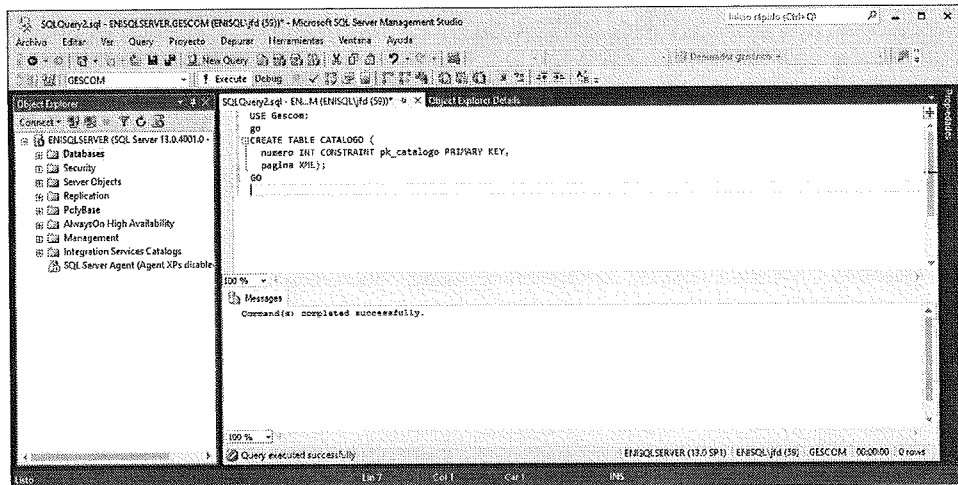 SQLQuery2.sql - ENISQLSERVER.GESCOM (ENISQL\jfd (59))* - Microsoft SQL Server Management Studio
Inicio rápido (Ctrl+Q)
Archivo Editar Ver Query Proyecto Depurar Herramientas Ventana Ayuda
New Query
GESCOM
Execute Debug
Object Explorer
SQLQuery2.sql - EN...M (ENISQL\jfd (59))*
Object Explorer Details
Propiedades
Connect
ENISQLSERVER (SQL Server 13.0.4001.0 -
Databases
Security
Server Objects
Replication
PolyBase
AlwaysOn High Availability
Management
Integration Services Catalogs
SQL Server Agent (Agent XPs disable
USE Gescom;
go
CREATE TABLE CATALOGO (
numero INT CONSTRAINT pk_catalogo PRIMARY KEY,
pagina XML);
GO
100 %
Messages
Command(s) completed successfully.
100 %
Query executed successfully
ENISQLSERVER (13.0 SP1) ENISQL\jfd (59) GESCOM 00:00:00 0 rows
Listo
Lín 7
Col 1
Car 1
INS